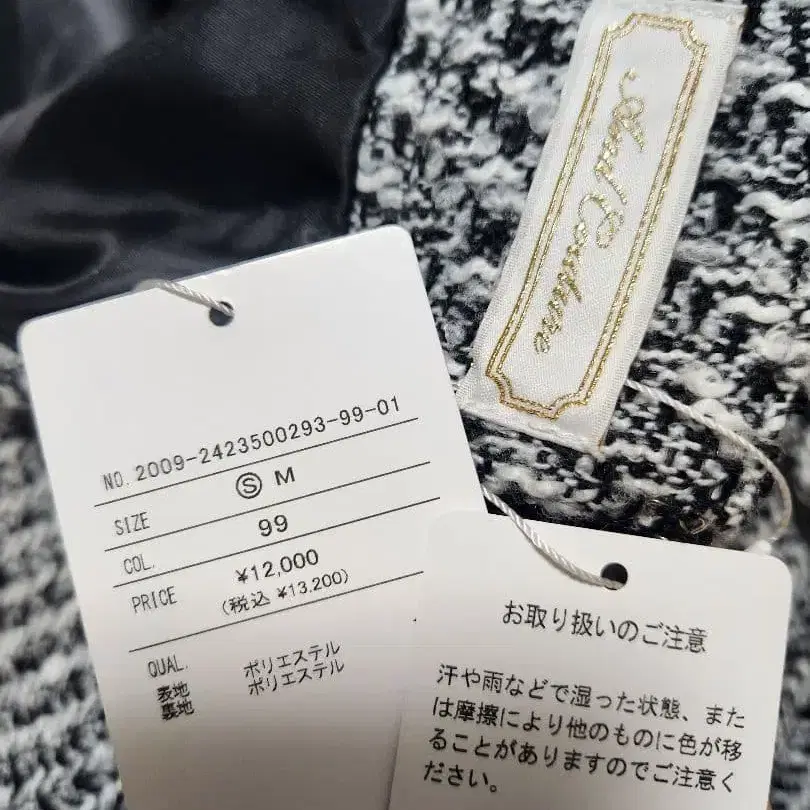 And Couture
NO. 2009-2423500293-99-01
SIZE Ⓢ M
COL. 99
PRICE ¥12,000
(税込 ¥13,200)
QUAL.
表地 ポリエステル
裏地 ポリエステル
お取り扱いのご注意
汗や雨などで湿った状態、また
は摩擦により他のものに色が移
ることがありますのでご注意く
ださい。